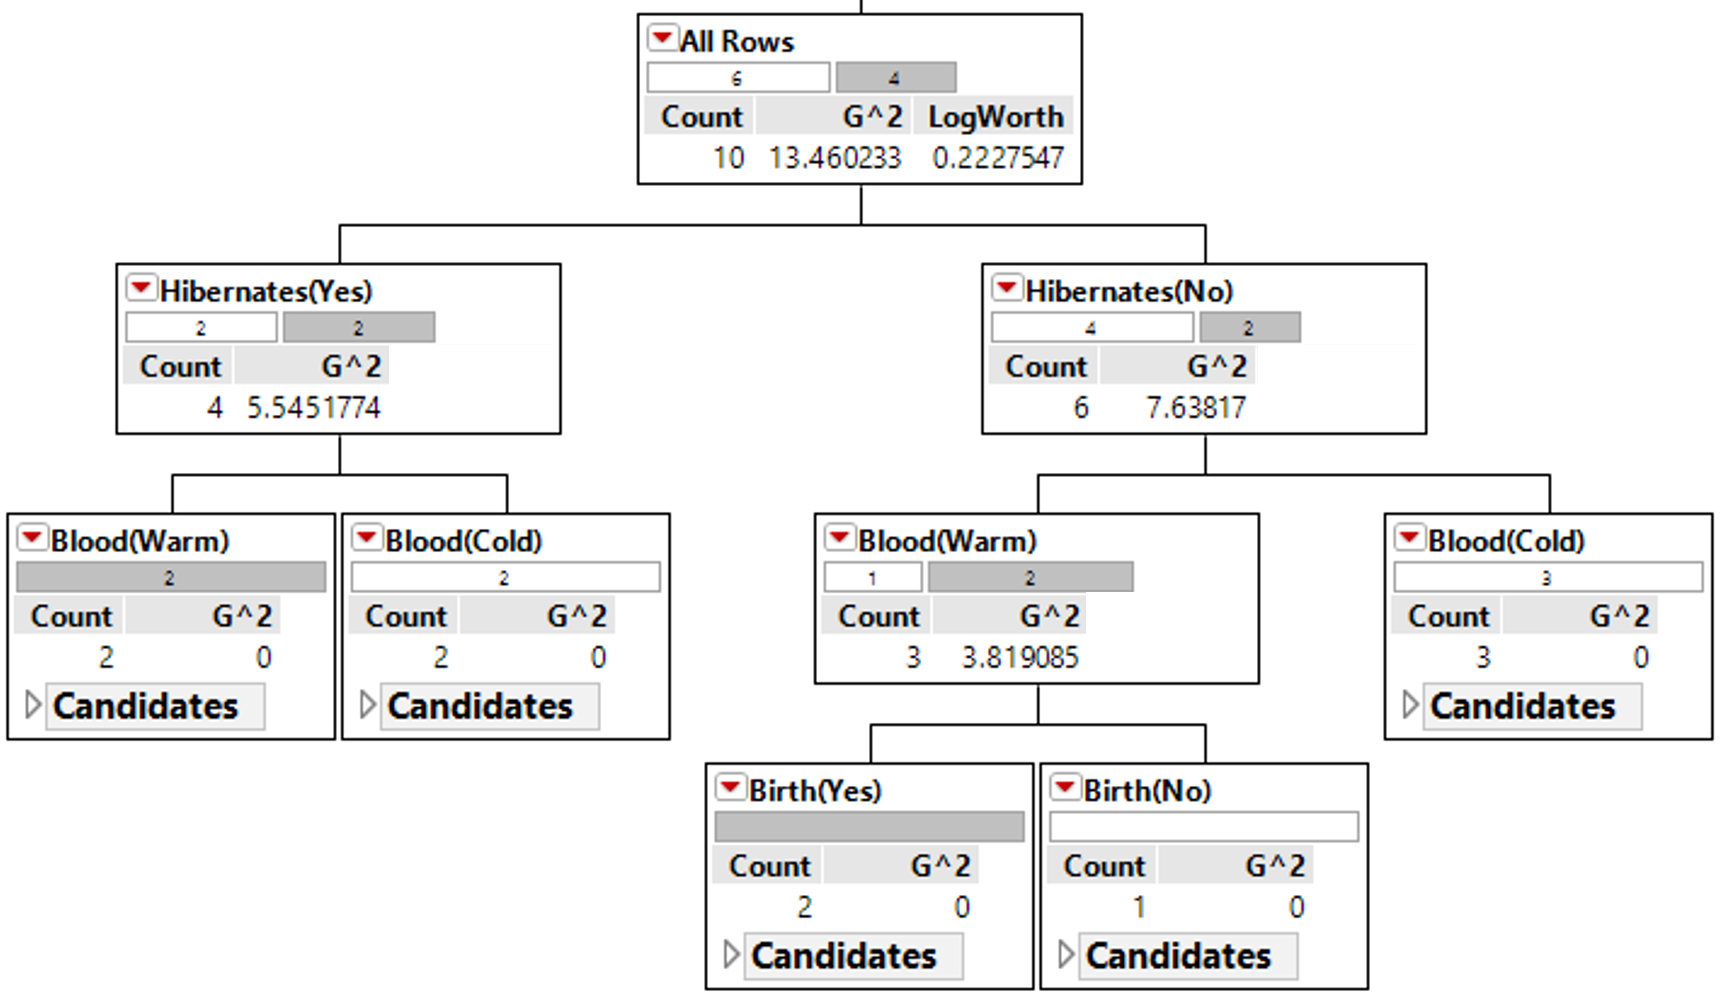 All Rows
6 4
Count G^2 LogWorth
10 13.460233 0.2227547
Hibernates(Yes)
2 2
Count G^2
4 5.5451774
Hibernates(No)
4 2
Count G^2
6 7.63817
Blood(Warm)
2
Count G^2
2 0
Candidates
Blood(Cold)
2
Count G^2
2 0
Candidates
Blood(Warm)
1 2
Count G^2
3 3.819085
Blood(Cold)
3
Count G^2
3 0
Candidates
Birth(Yes)
Count G^2
2 0
Candidates
Birth(No)
Count G^2
1 0
Candidates